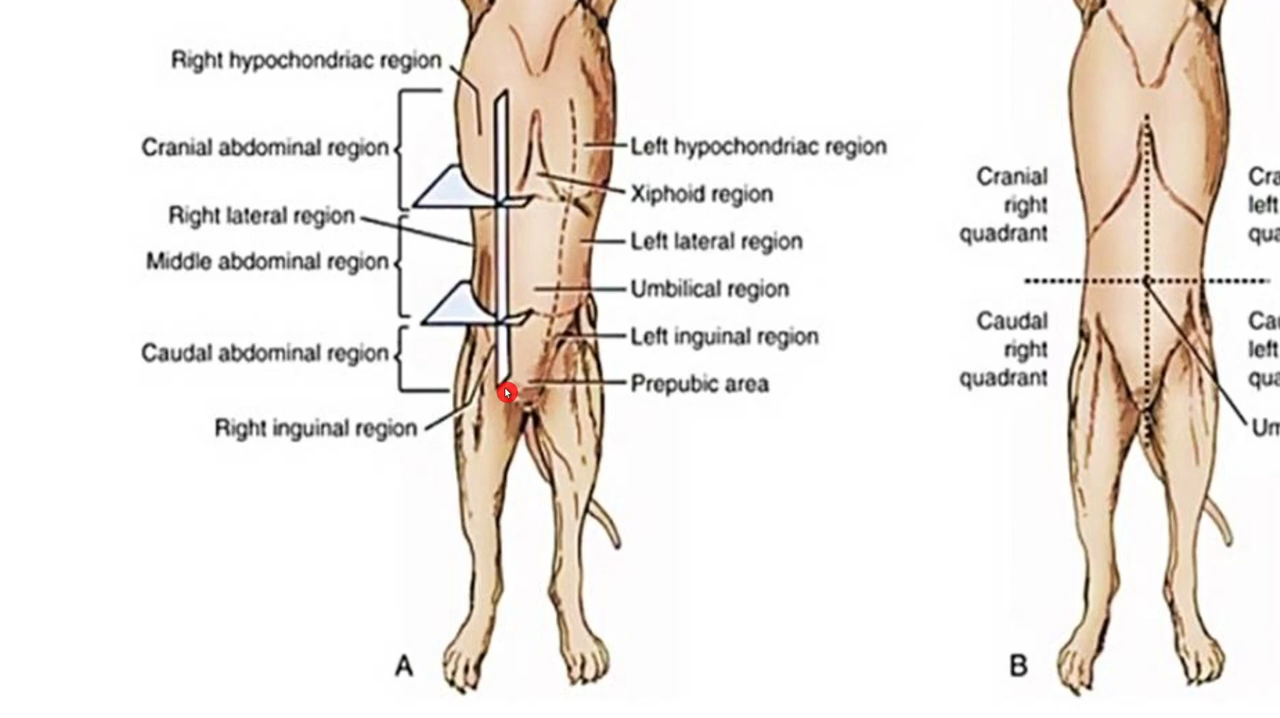 Right hypochondriac region
Cranial abdominal region
Right lateral region
Middle abdominal region
Caudal abdominal region
Right inguinal region
Left hypochondriac region
Xiphoid region
Left lateral region
Umbilical region
Left inguinal region
Prepubic area
A
Cranial
right
quadrant
Caudal
right
quadrant
left
B
left